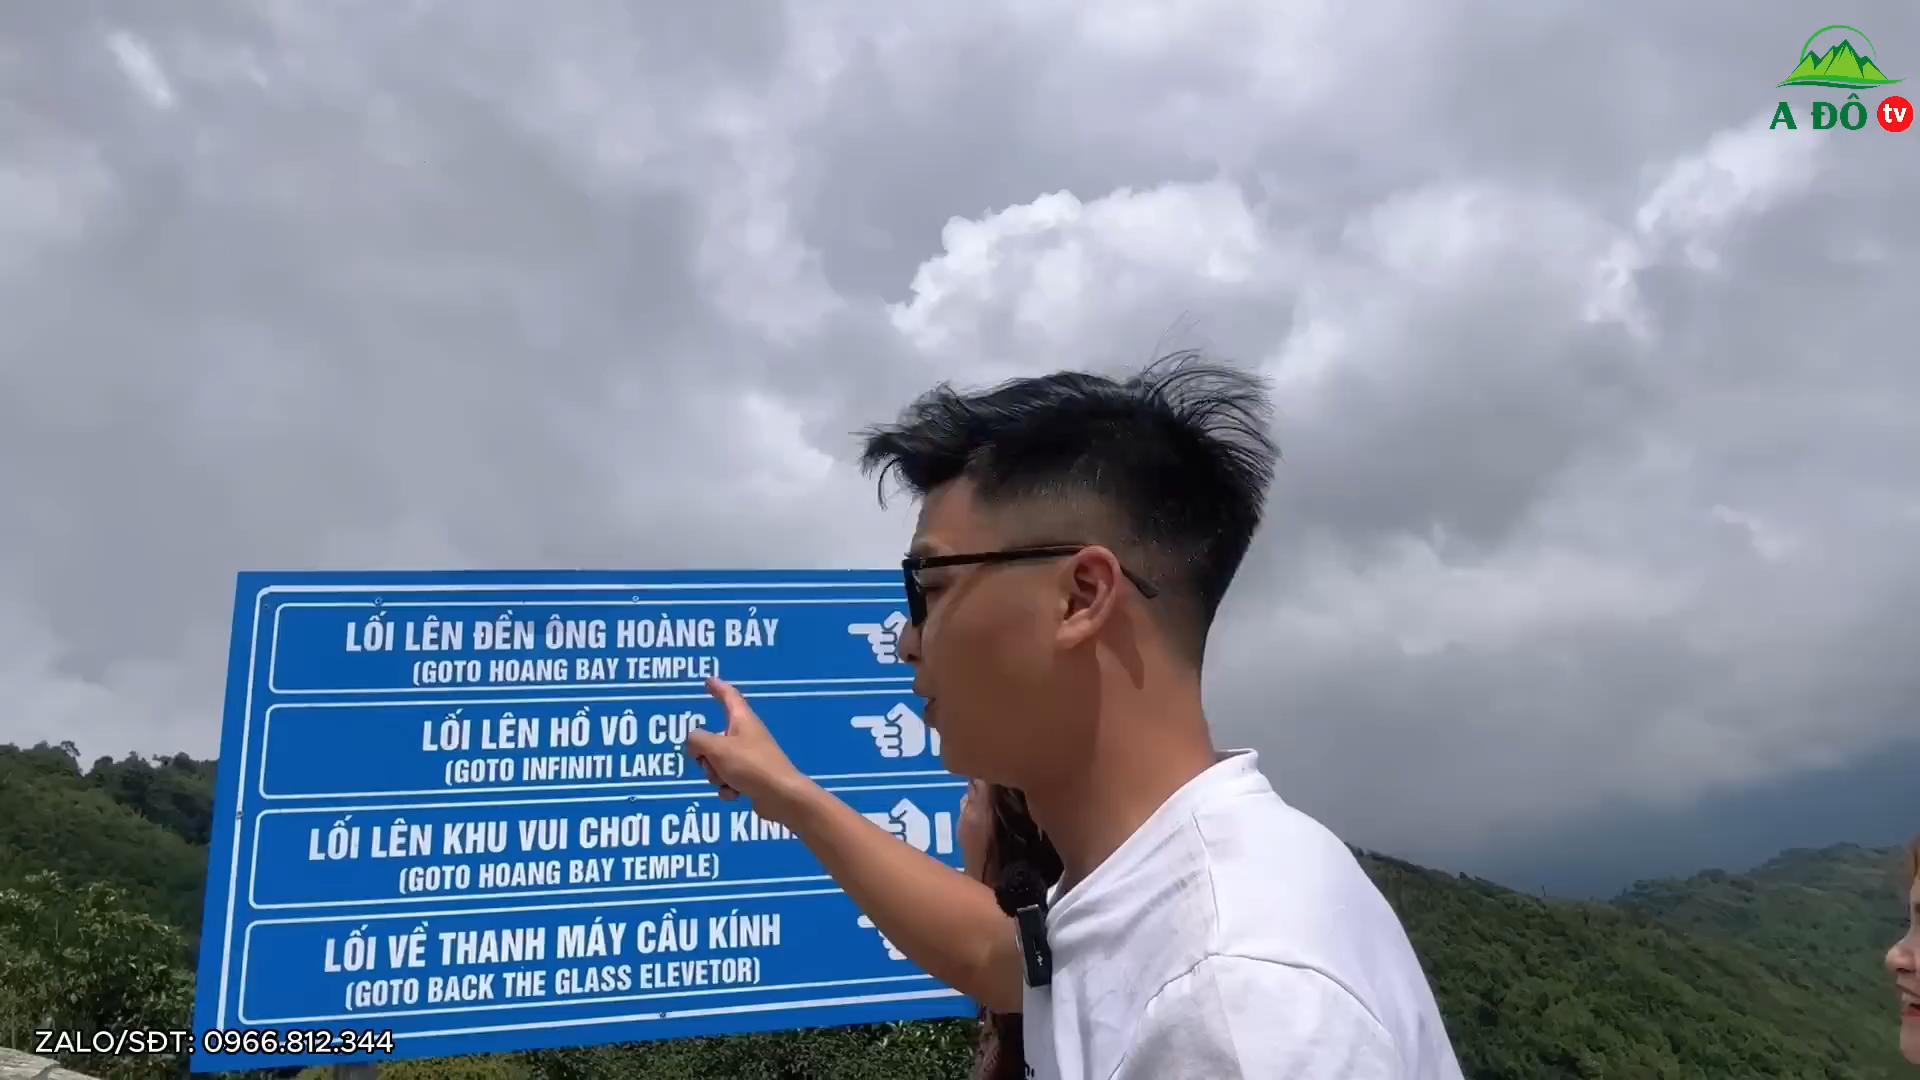 A ĐÔ tv
LỐI LÊN ĐỀN ÔNG HOÀNG BẢY
(GOTO HOANG BAY TEMPLE)
LỐI LÊN HỒ VÔ CỰC
(GOTO INFINITI LAKE)
LỐI LÊN KHU VUI CHƠI CẦU KÍNH
(GOTO HOANG BAY TEMPLE)
LỐI VỀ THANH MÁY CẦU KÍNH
(GOTO BACK THE GLASS ELEVETOR)
ZALO/SĐT: 0966.812.344